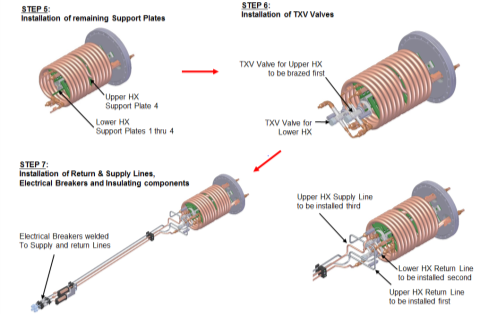 STEP 5:
Installation of remaining Support Plates
Upper HX
Support Plate 4
Lower HX
Support Plates 1 thru 4
STEP 6:
Installation of TXV Valves
TXV Valve for Upper HX
to be brazed first
TXV Valve for
Lower HX
STEP 7:
Installation of Return & Supply Lines,
Electrical Breakers and Insulating components
Electrical Breakers welded
To Supply and return Lines
Upper HX Supply Line
to be installed third
Lower HX Return Line
to be installed second
Upper HX Return Line
to be installed first